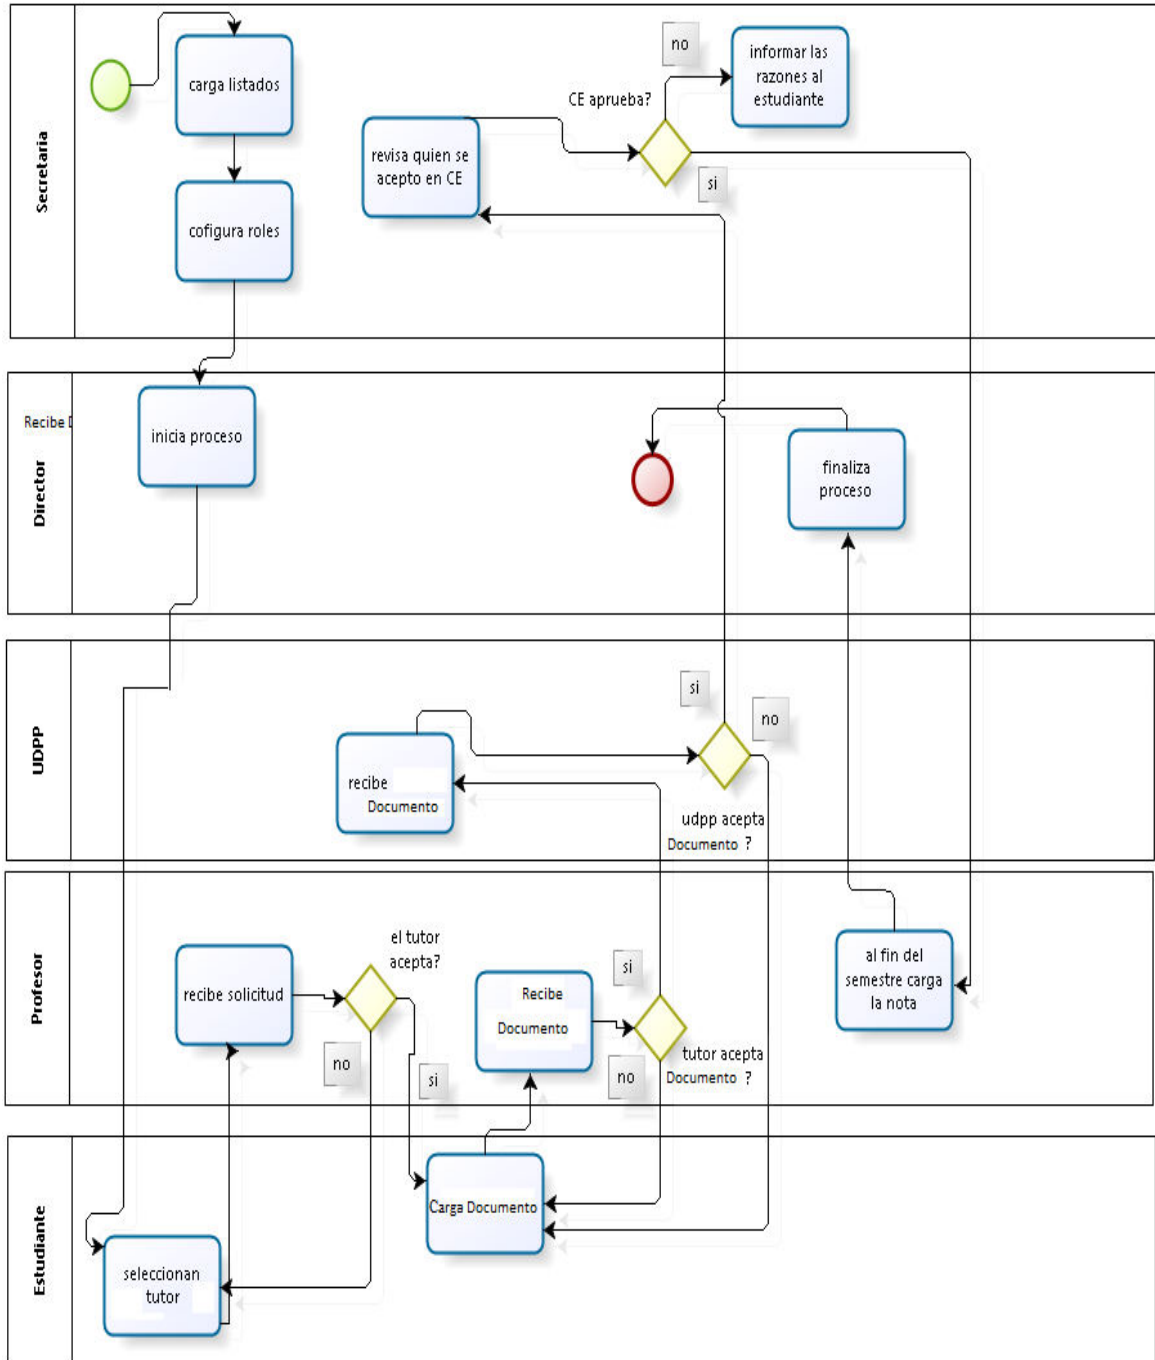 Secretaria
carga listados
cofigura roles
revisa quien se
acepto en CE
CE aprueba?
no
si
informar las
razones al
estudiante
Director
Recibe D
inicia proceso
finaliza
proceso
UDPP
recibe
Documento
si
no
udpp acepta
Documento ?
Profesor
recibe solicitud
el tutor
acepta?
no
si
Recibe
Documento
si
no
tutor acepta
Documento ?
al fin del
semestre carga
la nota
Estudiante
seleccionan
tutor
Carga Documento